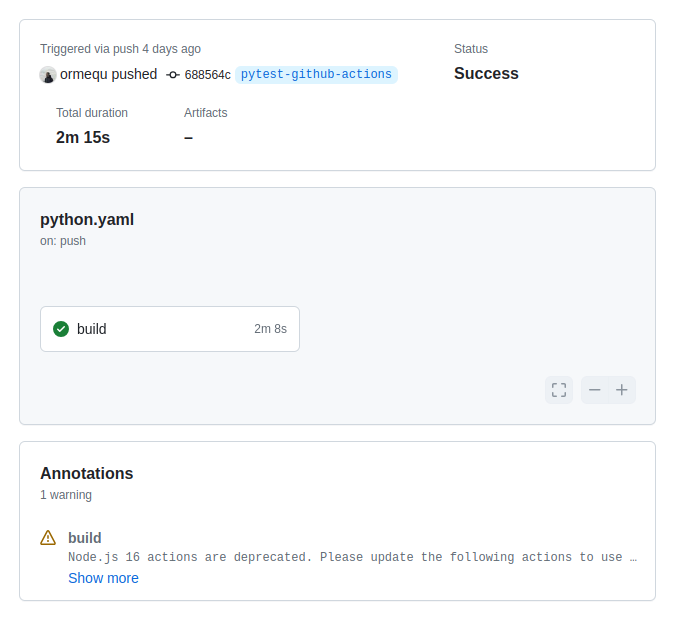 Triggered via push 4 days ago
Status
ormequ pushed 688564c pytest-github-actions
Success
Total duration
Artifacts
2m 15s
–
python.yaml
on: push
build
2m 8s
Annotations
1 warning
build
Node.js 16 actions are deprecated. Please update the following actions to use …
Show more